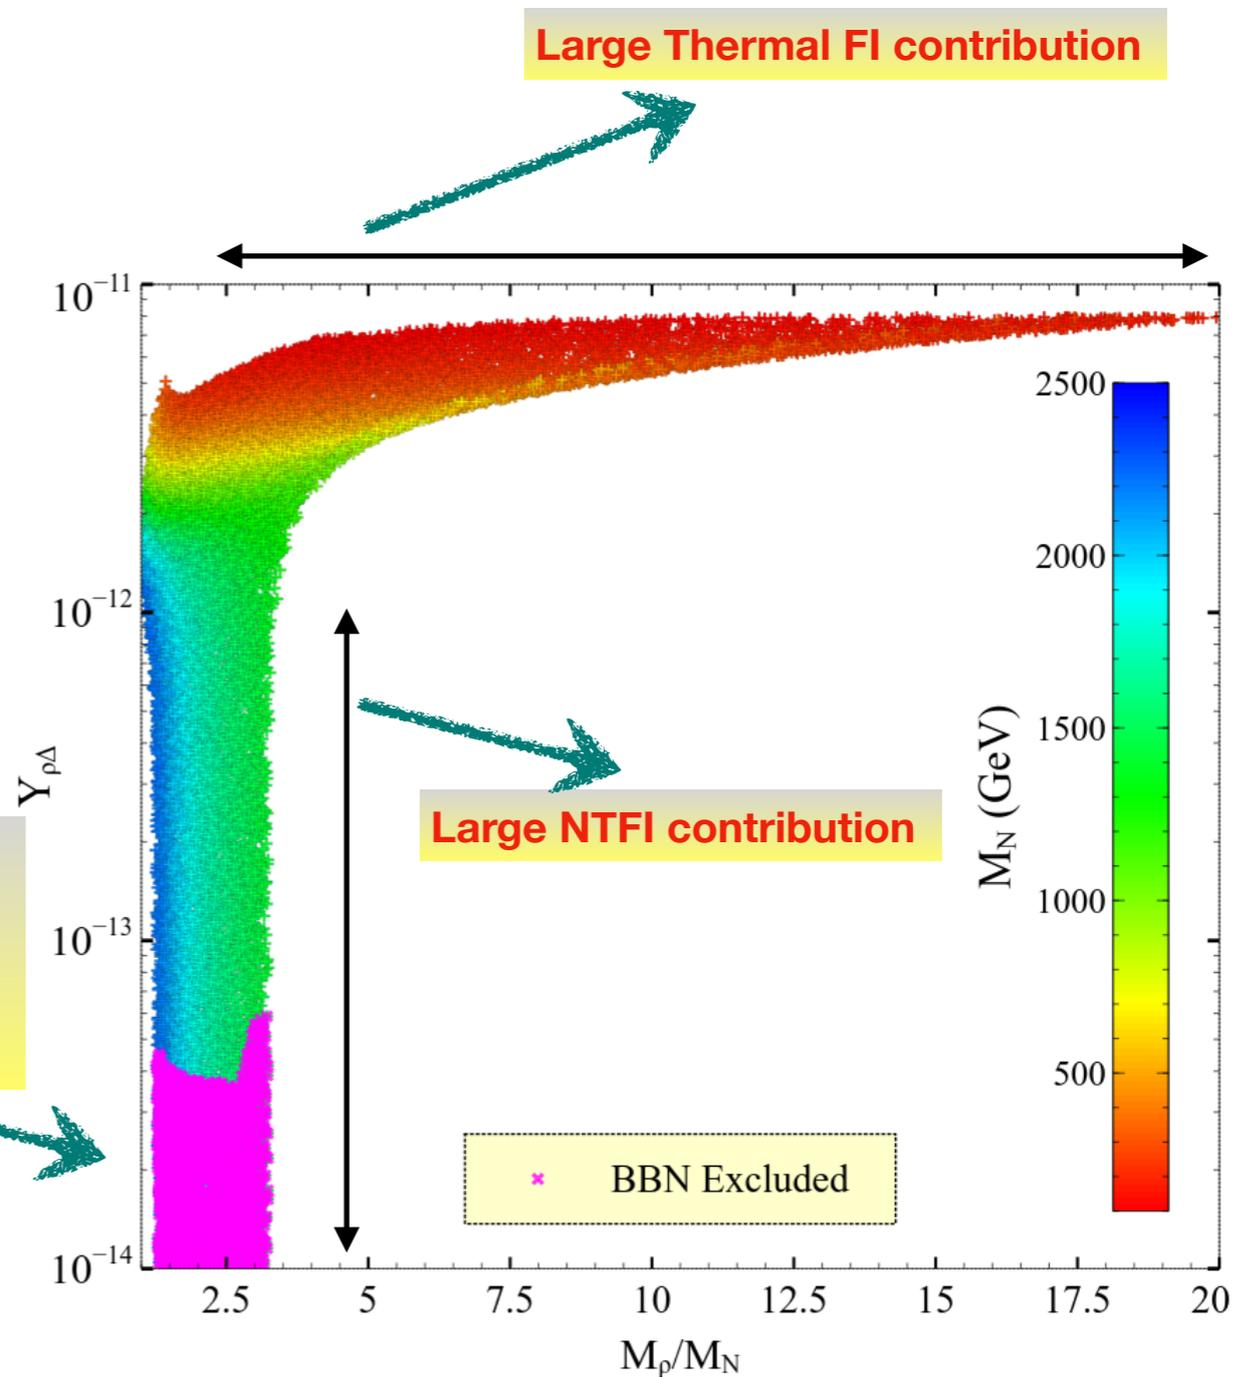 Large Thermal FI contribution
10⁻¹¹
10⁻¹²
10⁻¹³
10⁻¹⁴
Y_ρΔ
2500
2000
1500
1000
500
M_N (GeV)
Large NTFI contribution
BBN Excluded
2.5 5 7.5 10 12.5 15 17.5 20
M_ρ/M_N